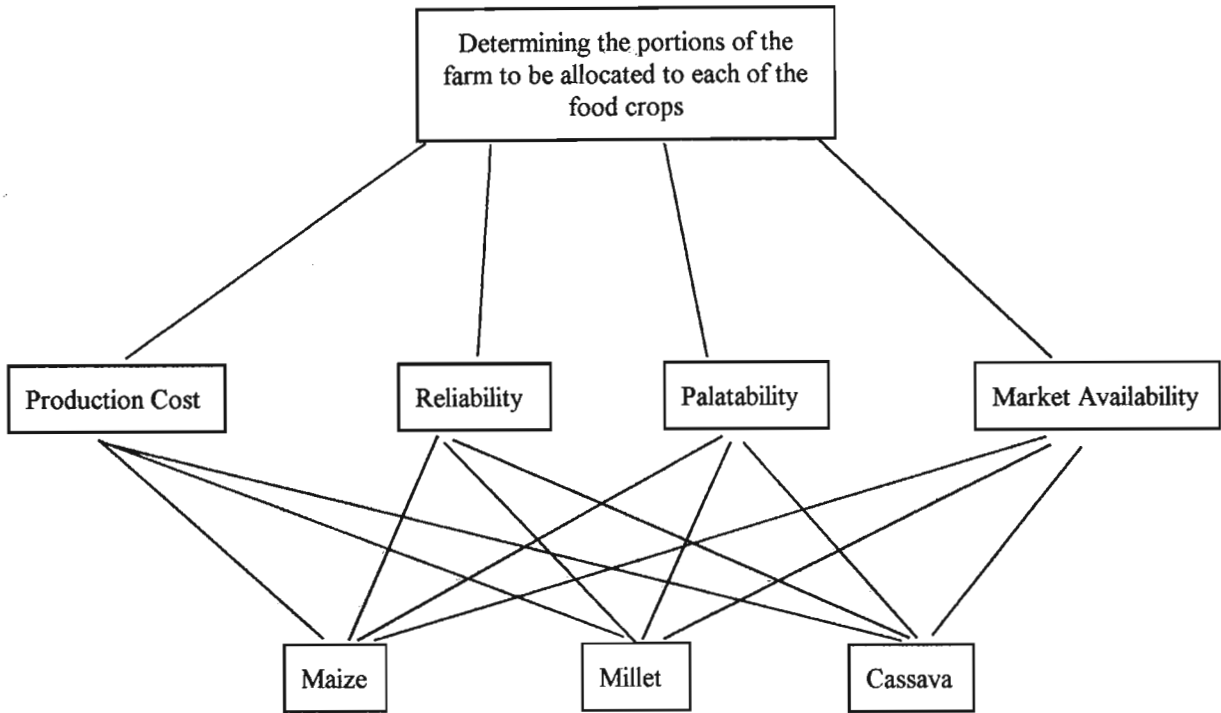 Determining the portions of the
farm to be allocated to each of the
food crops
Production Cost
Reliability
Palatability
Market Availability
Maize
Millet
Cassava